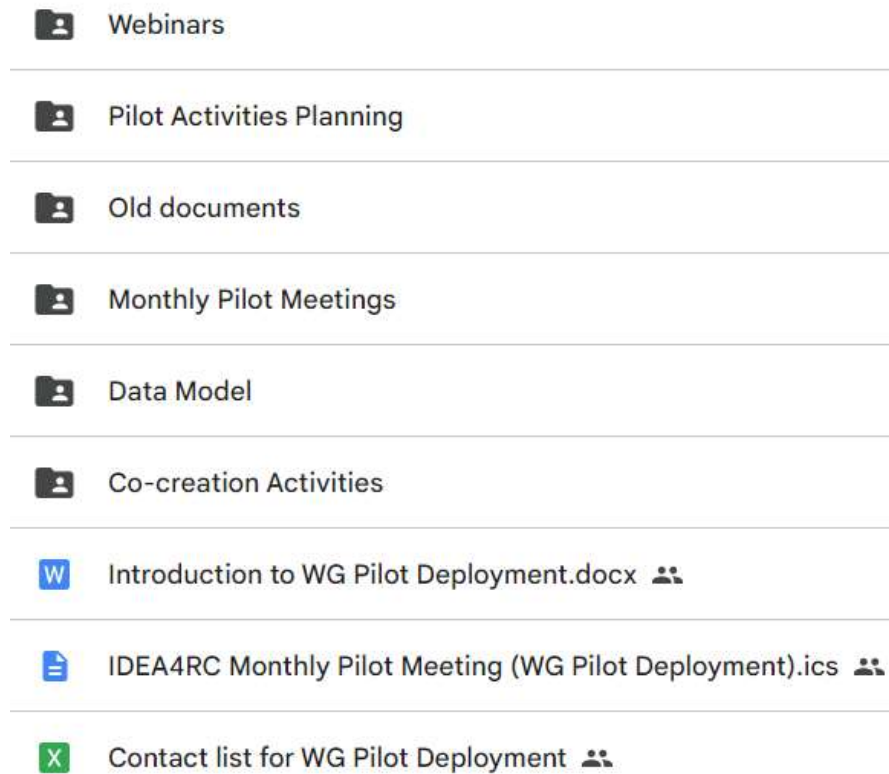 Webinars
Pilot Activities Planning
Old documents
Monthly Pilot Meetings
Data Model
Co-creation Activities
W Introduction to WG Pilot Deployment.docx
IDEA4RC Monthly Pilot Meeting (WG Pilot Deployment).ics
X Contact list for WG Pilot Deployment